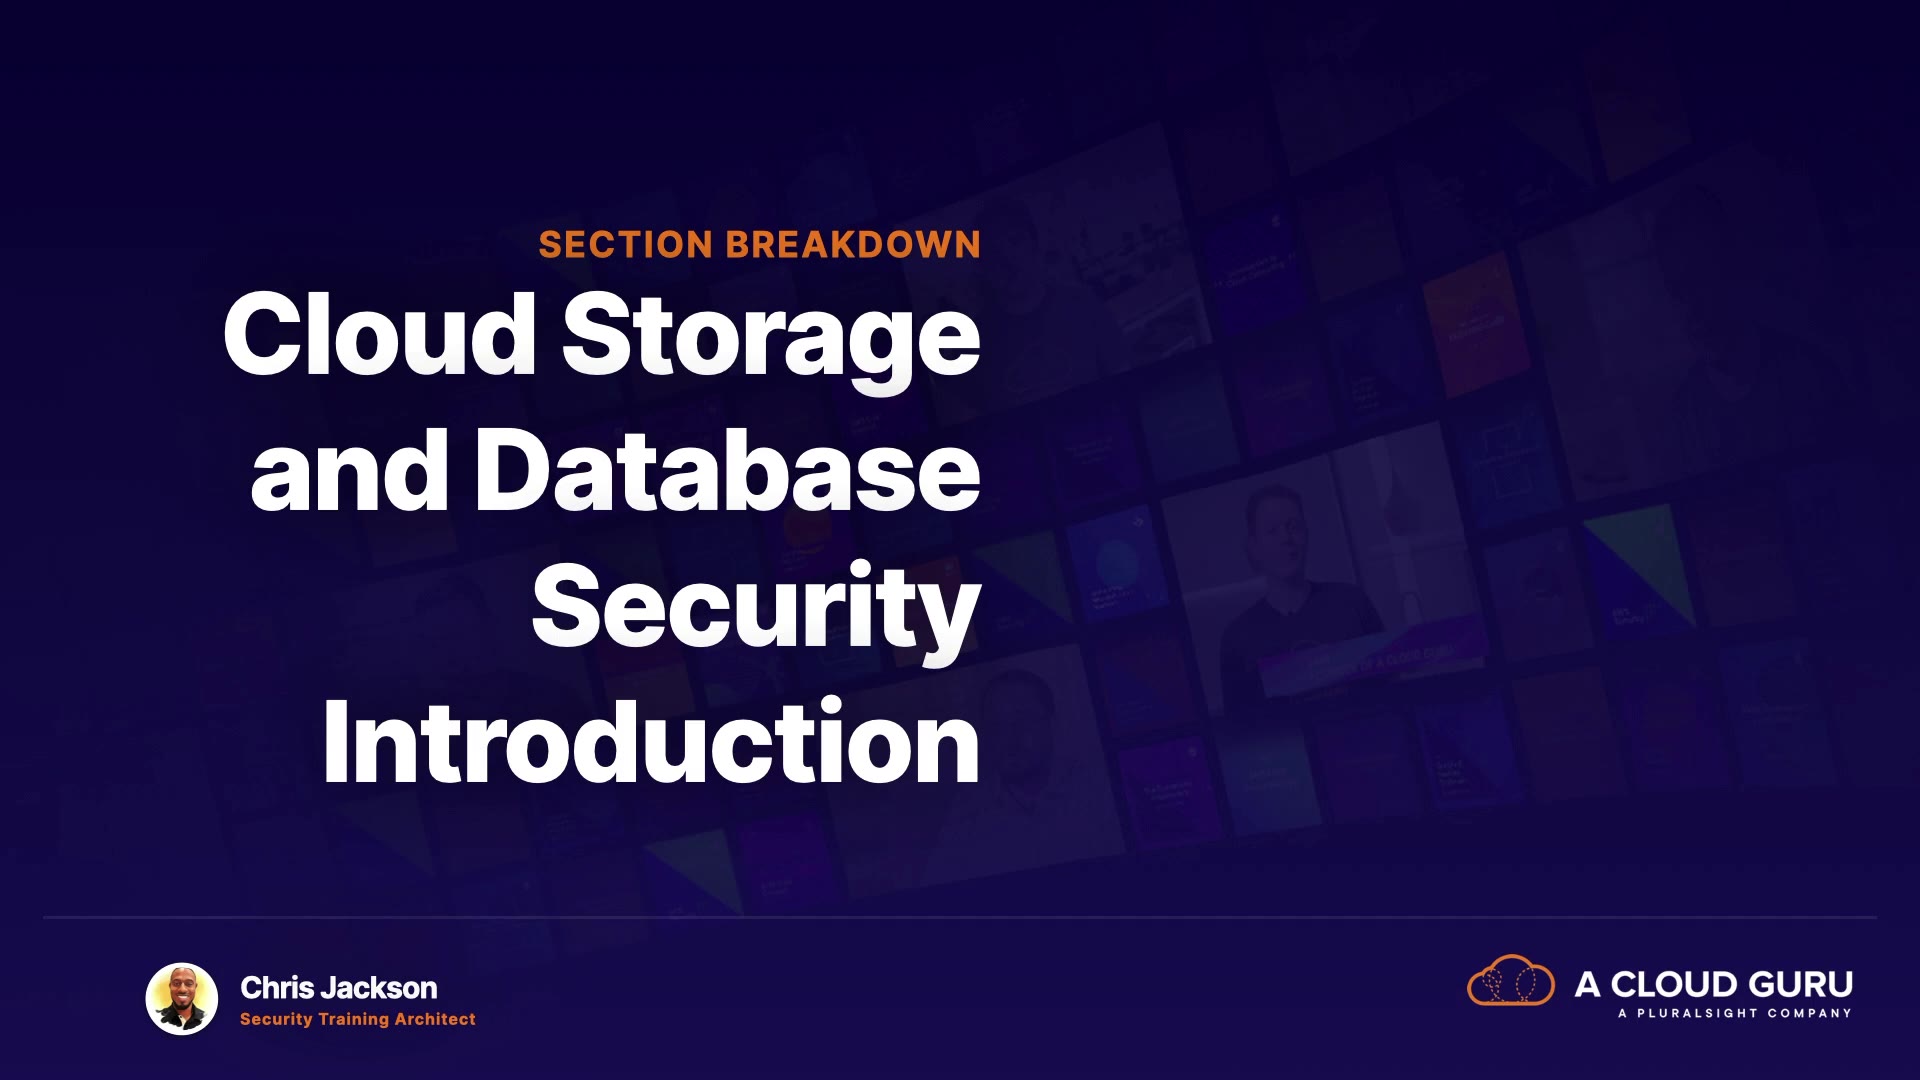 SECTION BREAKDOWN
Cloud Storage
and Database
Security
Introduction
Chris Jackson
Security Training Architect
A CLOUD GURU
A PLURALSIGHT COMPANY